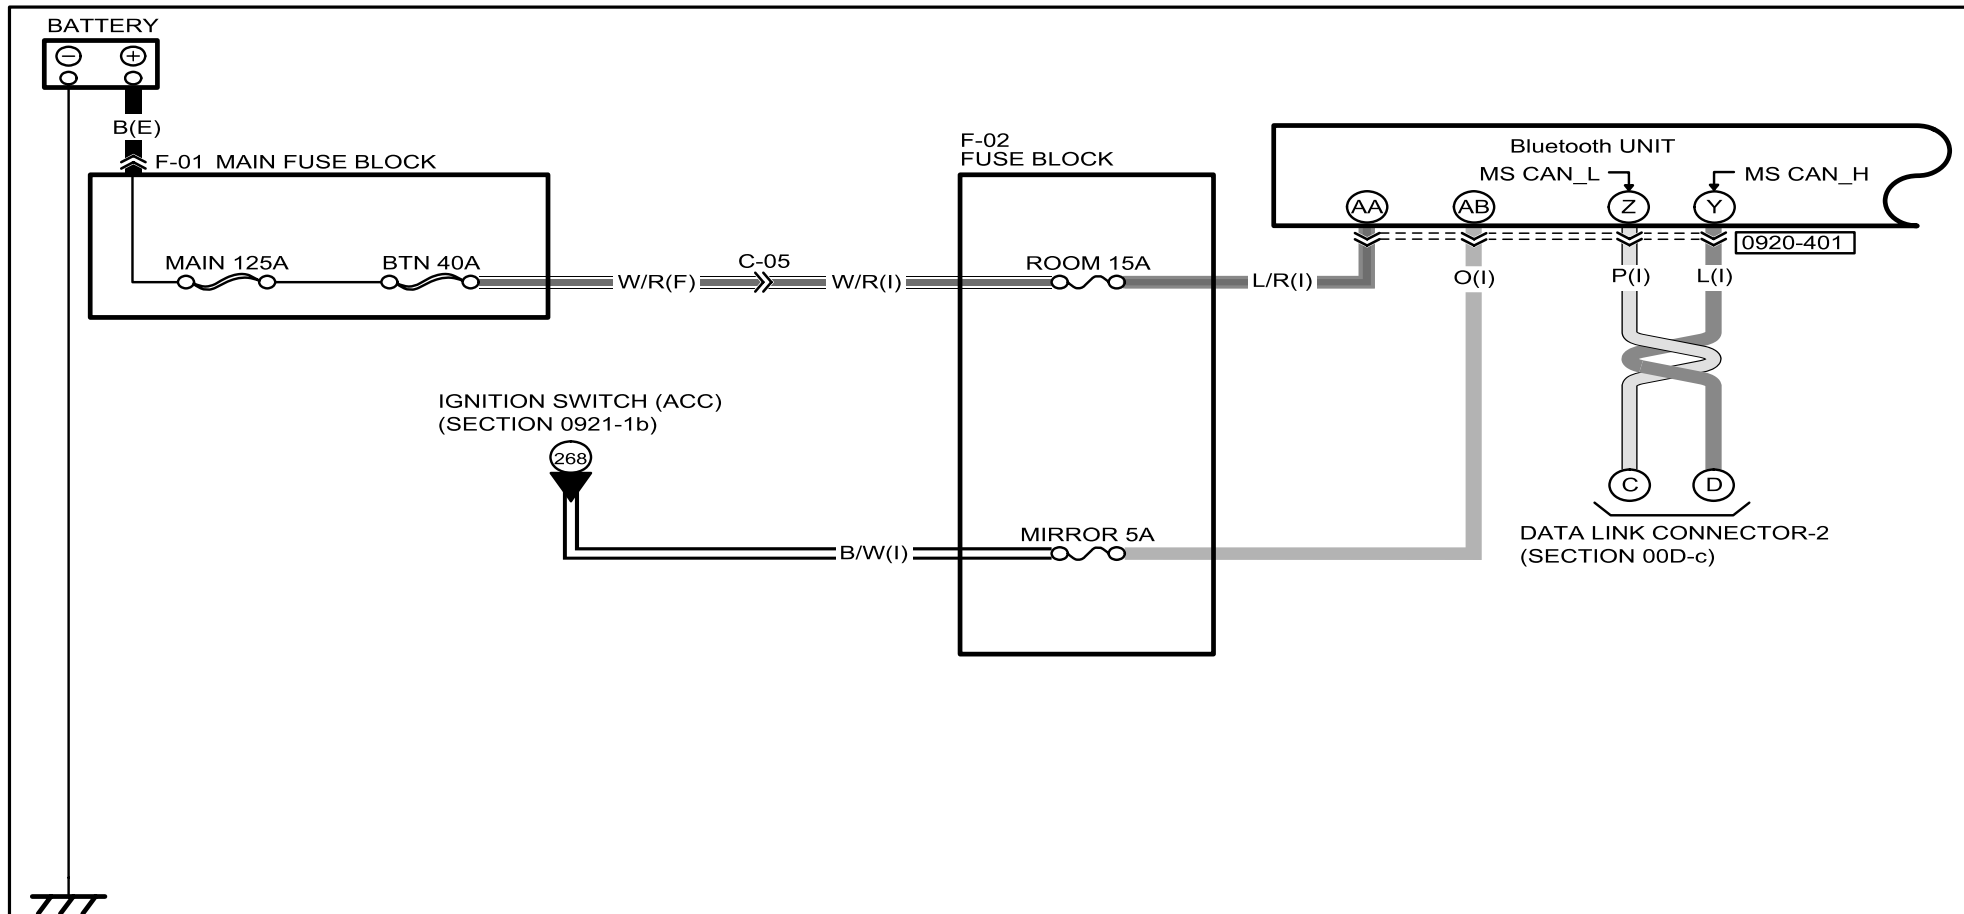 BATTERY
− +
B(E)
F-01 MAIN FUSE BLOCK
MAIN 125A
BTN 40A
W/R(F)
C-05
W/R(I)
F-02
FUSE BLOCK
ROOM 15A
L/R(I)
Bluetooth UNIT
MS CAN_L
MS CAN_H
AA
AB
Z
Y
0920-401
O(I)
P(I)
L(I)
IGNITION SWITCH (ACC)
(SECTION 0921-1b)
268
B/W(I)
MIRROR 5A
C
D
DATA LINK CONNECTOR-2
(SECTION 00D-c)